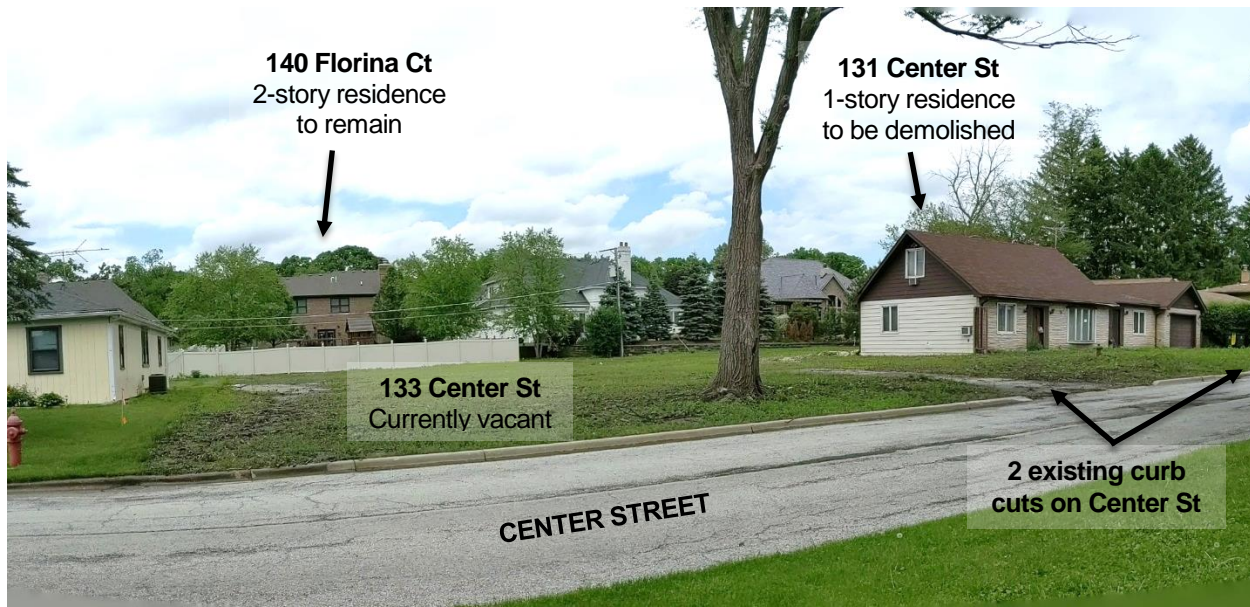 140 Florina Ct
2-story residence
to remain
131 Center St
1-story residence
to be demolished
133 Center St
Currently vacant
2 existing curb
cuts on Center St
CENTER STREET